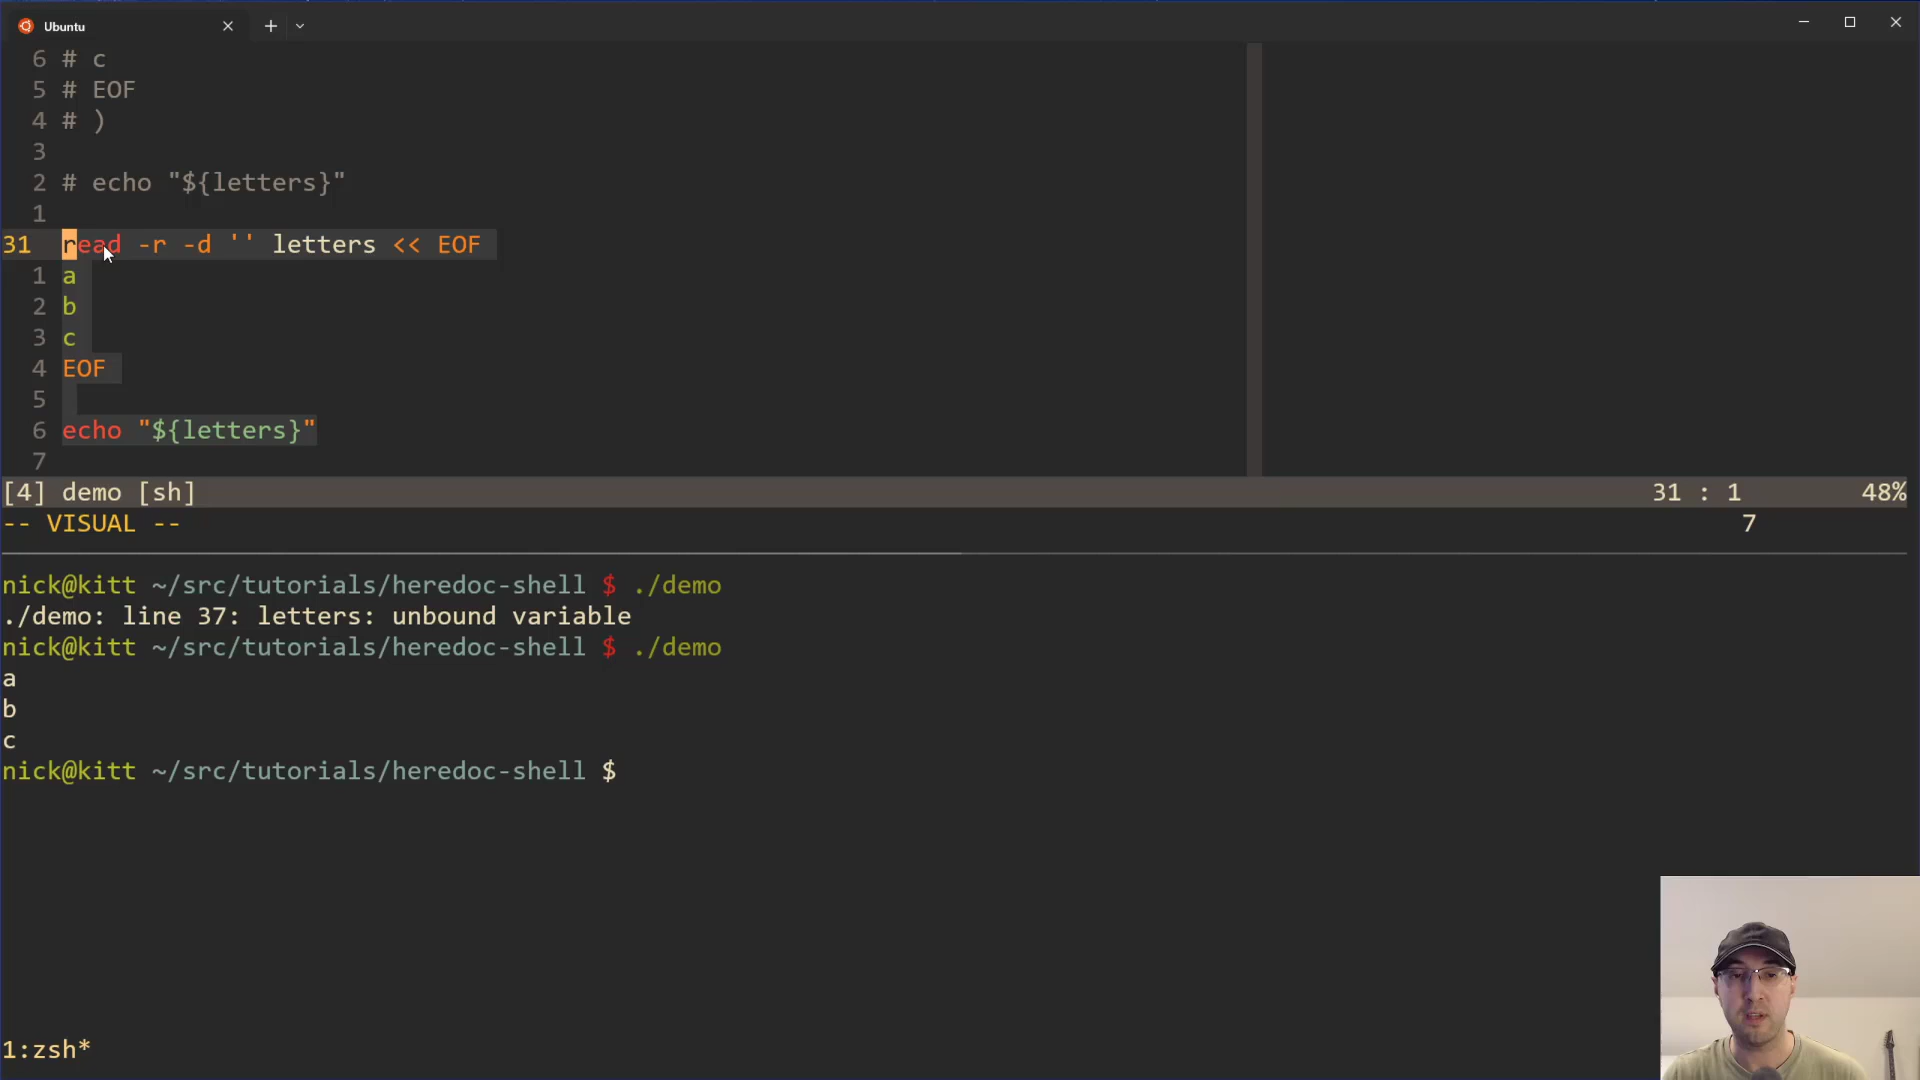 Ubuntu
6 # c
5 # EOF
4 # )
3
2 # echo "${letters}"
1
31 read -r -d '' letters << EOF
1 a
2 b
3 c
4 EOF
5
6 echo "${letters}"
7
[4] demo [sh] 31 : 1 48%
-- VISUAL -- 7
nick@kitt ~/src/tutorials/heredoc-shell $ ./demo
./demo: line 37: letters: unbound variable
nick@kitt ~/src/tutorials/heredoc-shell $ ./demo
a
b
c
nick@kitt ~/src/tutorials/heredoc-shell $
1:zsh*